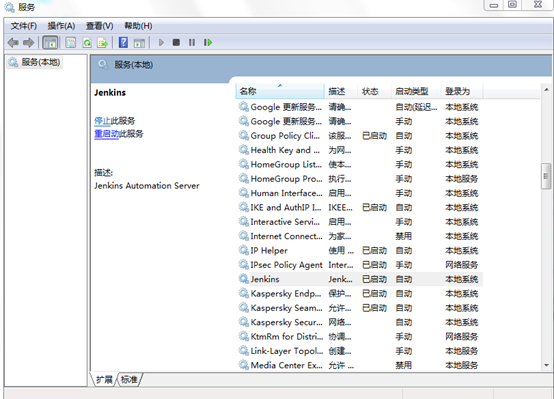 服务
文件(F) 操作(A) 查看(V) 帮助(H)
服务(本地)
服务(本地)
Jenkins
停止此服务
重启动此服务
描述:
Jenkins Automation Server
名称 描述 状态 启动类型 登录为
Google 更新服务... 请确... 自动(延迟... 本地系统
Google 更新服务... 请确... 手动 本地系统
Group Policy Cli... 该服... 已启动 自动 本地系统
Health Key and ... 为网... 手动 本地系统
HomeGroup List... 使本... 手动 本地系统
HomeGroup Pro... 执行... 手动 本地服务
Human Interface... 启用... 手动 本地系统
IKE and AuthIP I... IKEE... 已启动 自动 本地系统
Interactive Servi... 启用... 手动 本地系统
Internet Connect... 为家... 禁用 本地系统
IP Helper 使用 ... 已启动 自动 本地系统
IPsec Policy Agent Inter... 已启动 手动 网络服务
Jenkins Jenk... 已启动 自动 本地系统
Kaspersky Endp... 保护... 已启动 自动 本地系统
Kaspersky Seam... 允许... 已启动 自动 本地系统
Kaspersky Secur... 网络... 自动 本地系统
KtmRm for Distri... 协调... 手动 网络服务
Link-Layer Topol... 创建... 手动 本地服务
Media Center Ex... 允许 ... 禁用 本地服务
扩展 标准